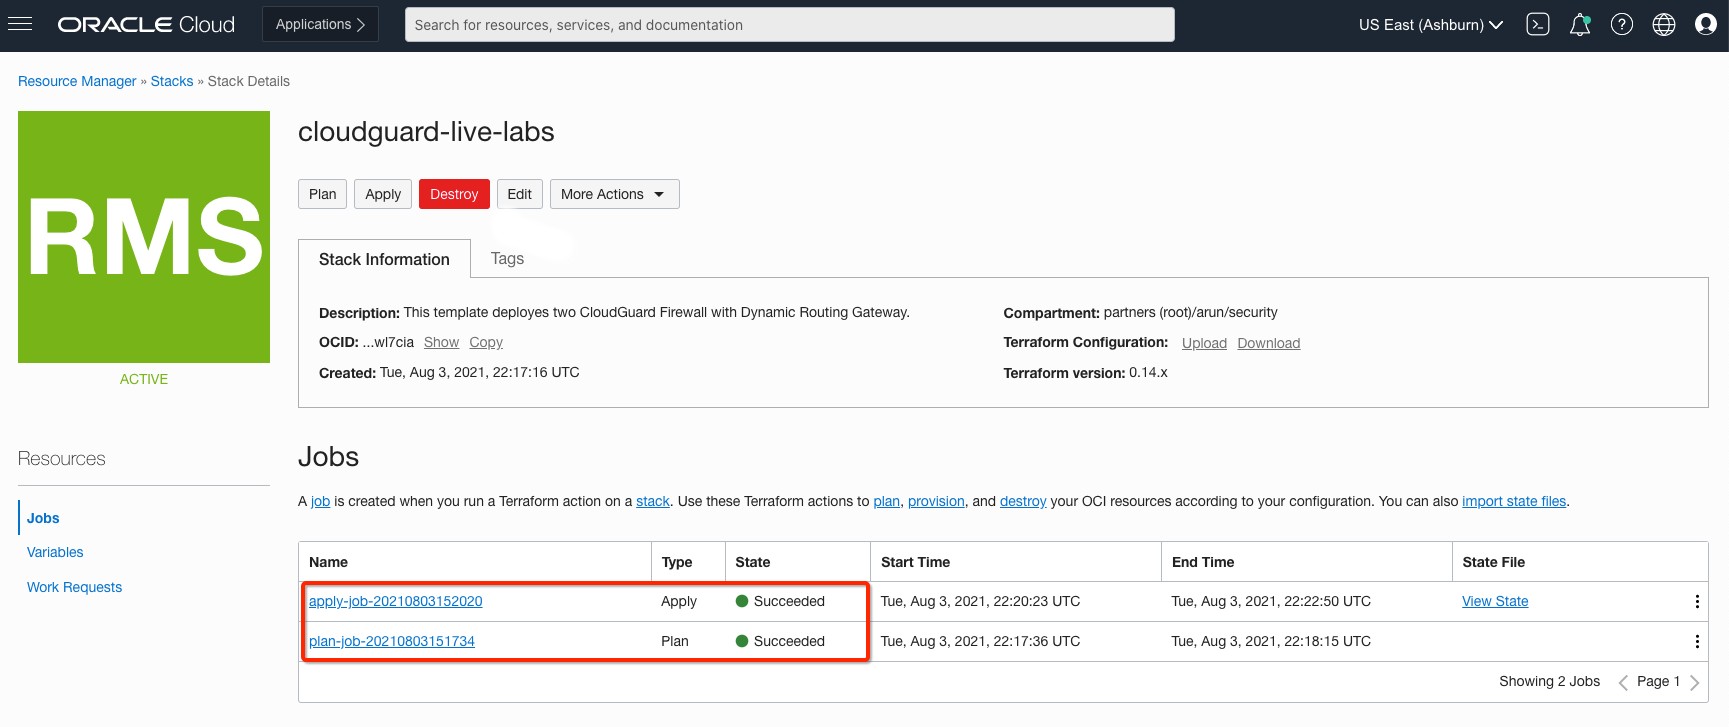 ORACLE Cloud
Applications
Search for resources, services, and documentation
US East (Ashburn)
Resource Manager » Stacks » Stack Details
RMS
ACTIVE
cloudguard-live-labs
Plan Apply Destroy Edit More Actions
Stack Information Tags
Description: This template deployes two CloudGuard Firewall with Dynamic Routing Gateway.
OCID: ...wl7cia Show Copy
Created: Tue, Aug 3, 2021, 22:17:16 UTC
Compartment: partners (root)/arun/security
Terraform Configuration: Upload Download
Terraform version: 0.14.x
Resources
Jobs
Variables
Work Requests
Jobs
A job is created when you run a Terraform action on a stack. Use these Terraform actions to plan, provision, and destroy your OCI resources according to your configuration. You can also import state files.
Name Type State Start Time End Time State File
apply-job-20210803152020 Apply Succeeded Tue, Aug 3, 2021, 22:20:23 UTC Tue, Aug 3, 2021, 22:22:50 UTC View State
plan-job-20210803151734 Plan Succeeded Tue, Aug 3, 2021, 22:17:36 UTC Tue, Aug 3, 2021, 22:18:15 UTC
Showing 2 Jobs Page 1